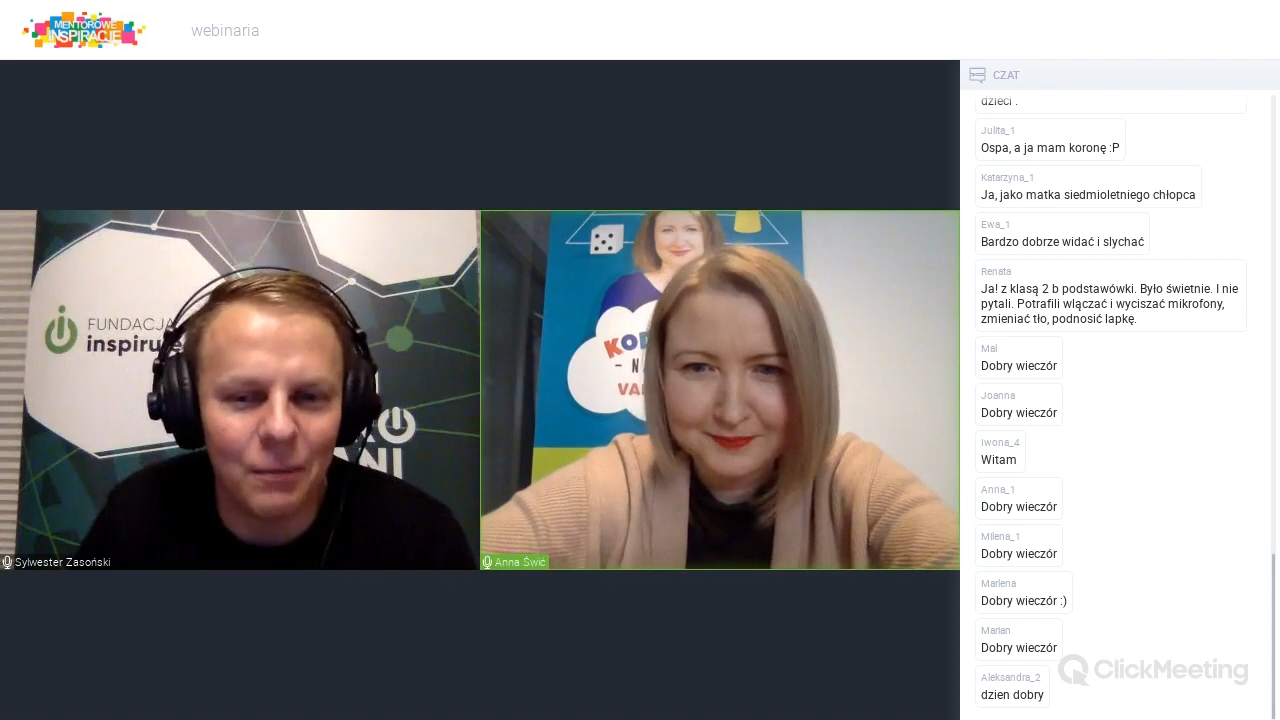 MENTOROWE
INSPIRACJE
webinaria
CZAT
dzieci .
Julita_1
Ospa, a ja mam koronę :P
Katarzyna_1
Ja, jako matka siedmioletniego chłopca
Ewa_1
Bardzo dobrze widać i słychać
Renata
Ja! z klasą 2 b podstawówki. Było świetnie. I nie
pytali. Potrafili włączać i wyciszać mikrofony,
zmieniać tło, podnosić łapkę.
Mal
Dobry wieczór
Joanna
Dobry wieczór
Iwona_4
Witam
Anna_1
Dobry wieczór
Milena_1
Dobry wieczór
Marlena
Dobry wieczór :)
Marian
Dobry wieczór
Aleksandra_2
dzien dobry
ClickMeeting
FUNDACJA
inspiruje
Sylwester Zasoński
Anna Świć